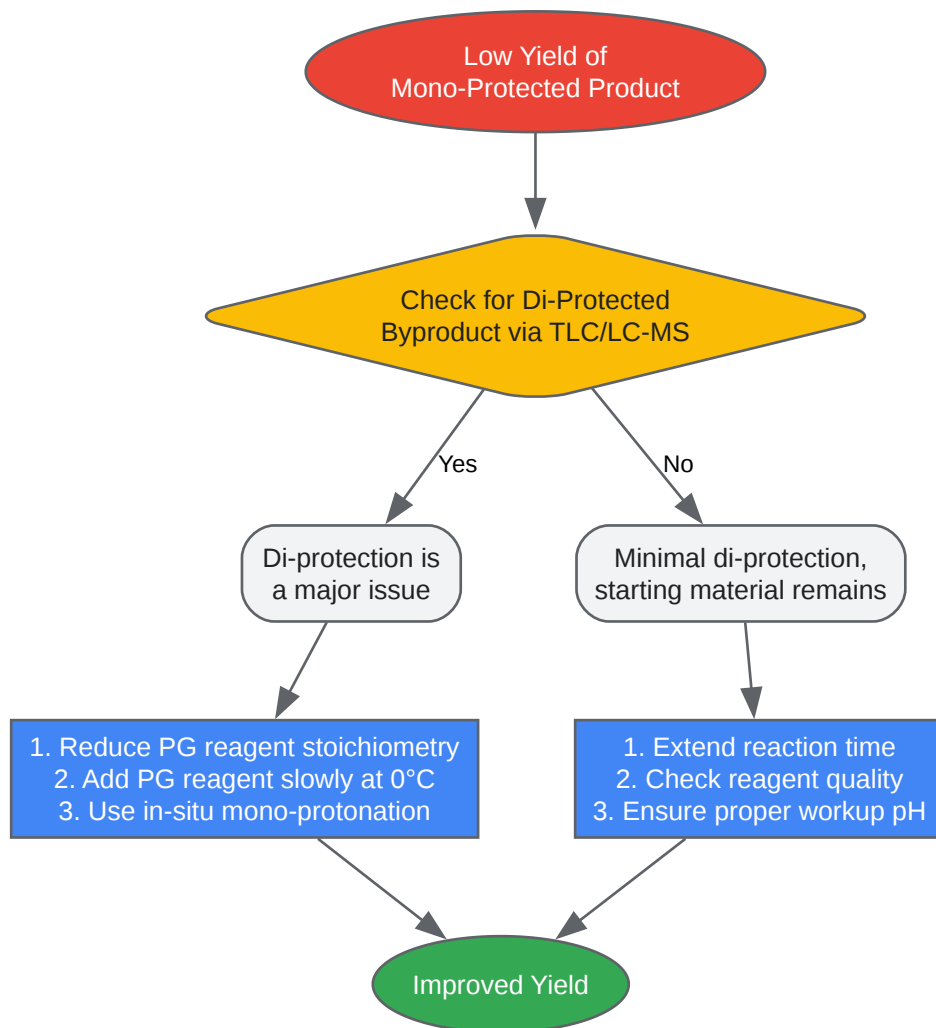 Low Yield of
Mono-Protected Product
Check for Di-Protected
Byproduct via TLC/LC-MS
Yes
No
Di-protection is
a major issue
Minimal di-protection,
starting material remains
1. Reduce PG reagent stoichiometry
2. Add PG reagent slowly at 0°C
3. Use in-situ mono-protonation
1. Extend reaction time
2. Check reagent quality
3. Ensure proper workup pH
Improved Yield